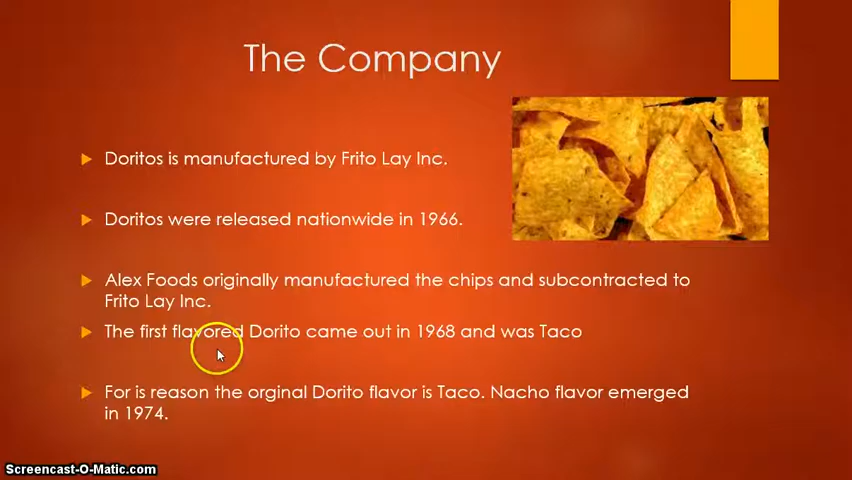 The Company
Doritos is manufactured by Frito Lay Inc.
Doritos were released nationwide in 1966.
Alex Foods originally manufactured the chips and subcontracted to
Frito Lay Inc.
The first flavored Dorito came out in 1968 and was Taco
For is reason the orginal Dorito flavor is Taco. Nacho flavor emerged
in 1974.
Screencast-O-Matic.com